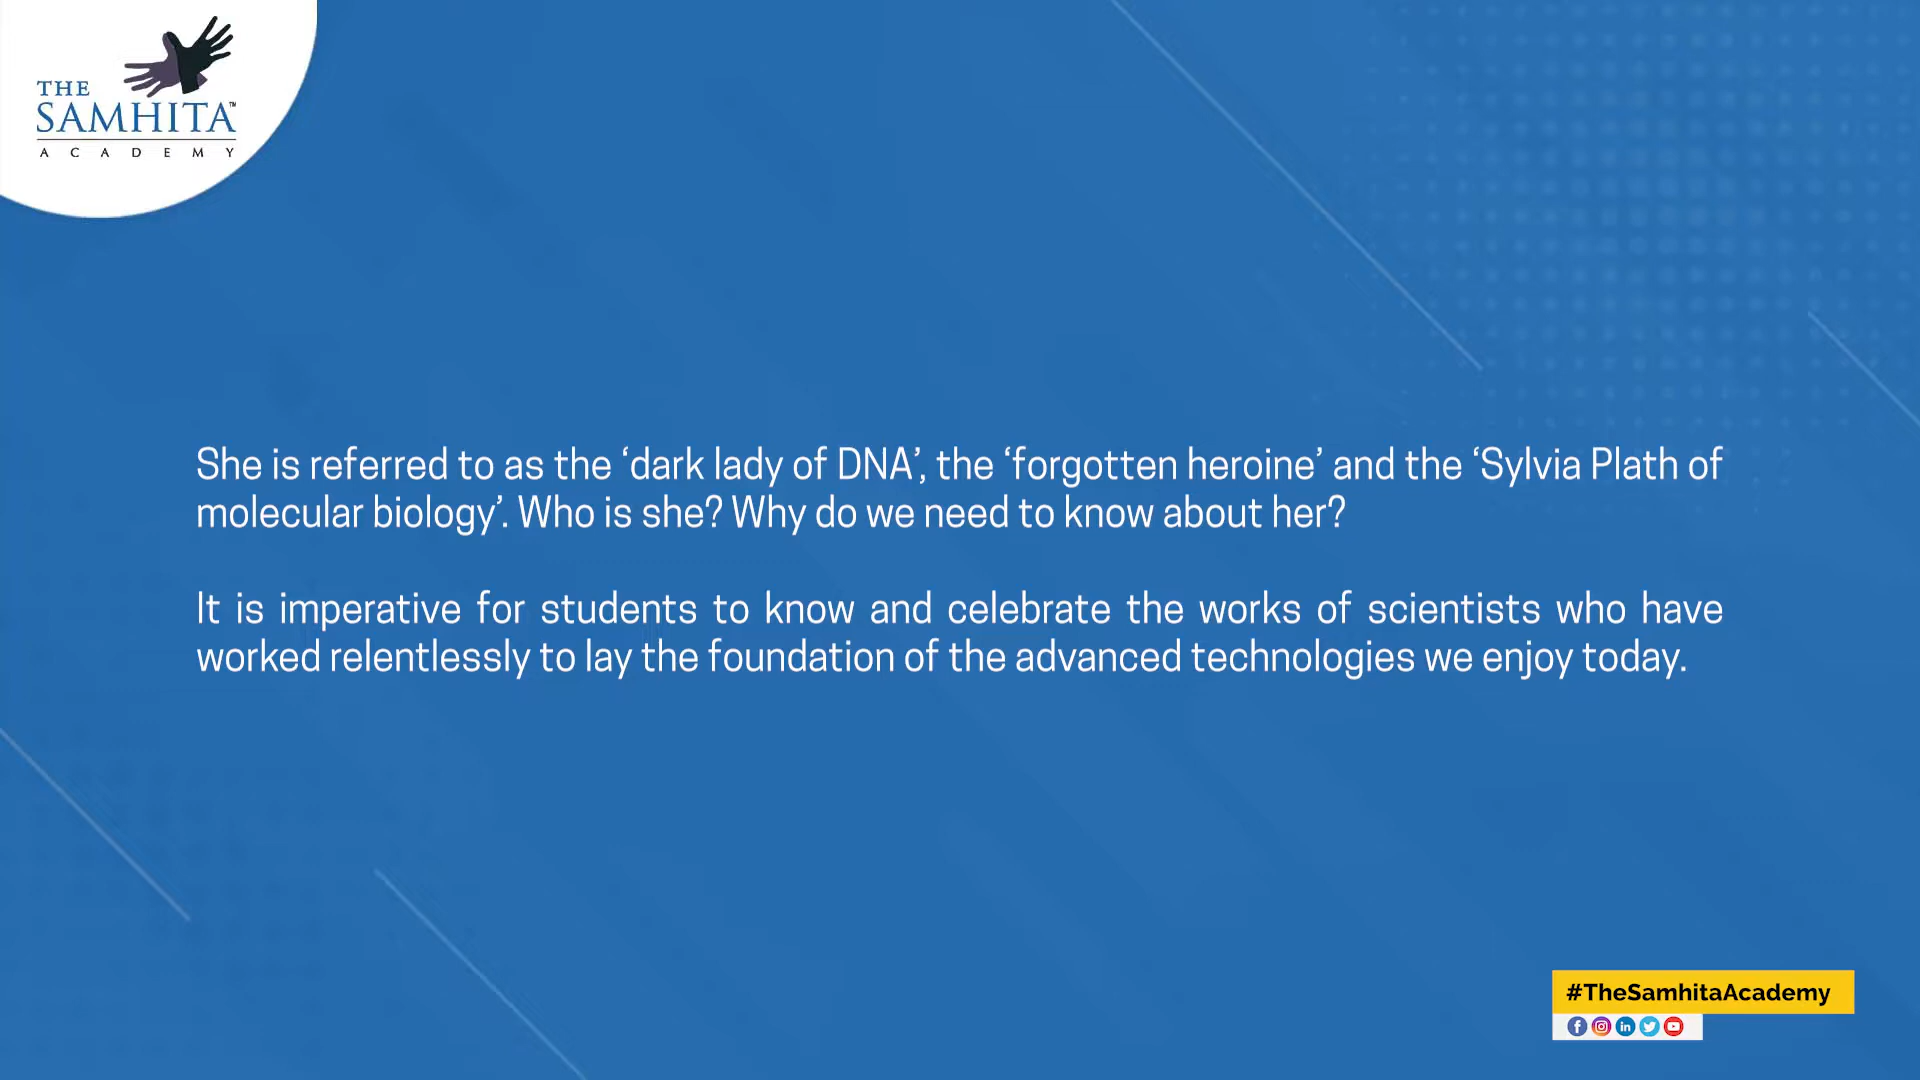 THE
SAMHITA™
ACADEMY
She is referred to as the ‘dark lady of DNA’, the ‘forgotten heroine’ and the ‘Sylvia Plath of
molecular biology’. Who is she? Why do we need to know about her?
It is imperative for students to know and celebrate the works of scientists who have
worked relentlessly to lay the foundation of the advanced technologies we enjoy today.
#TheSamhitaAcademy